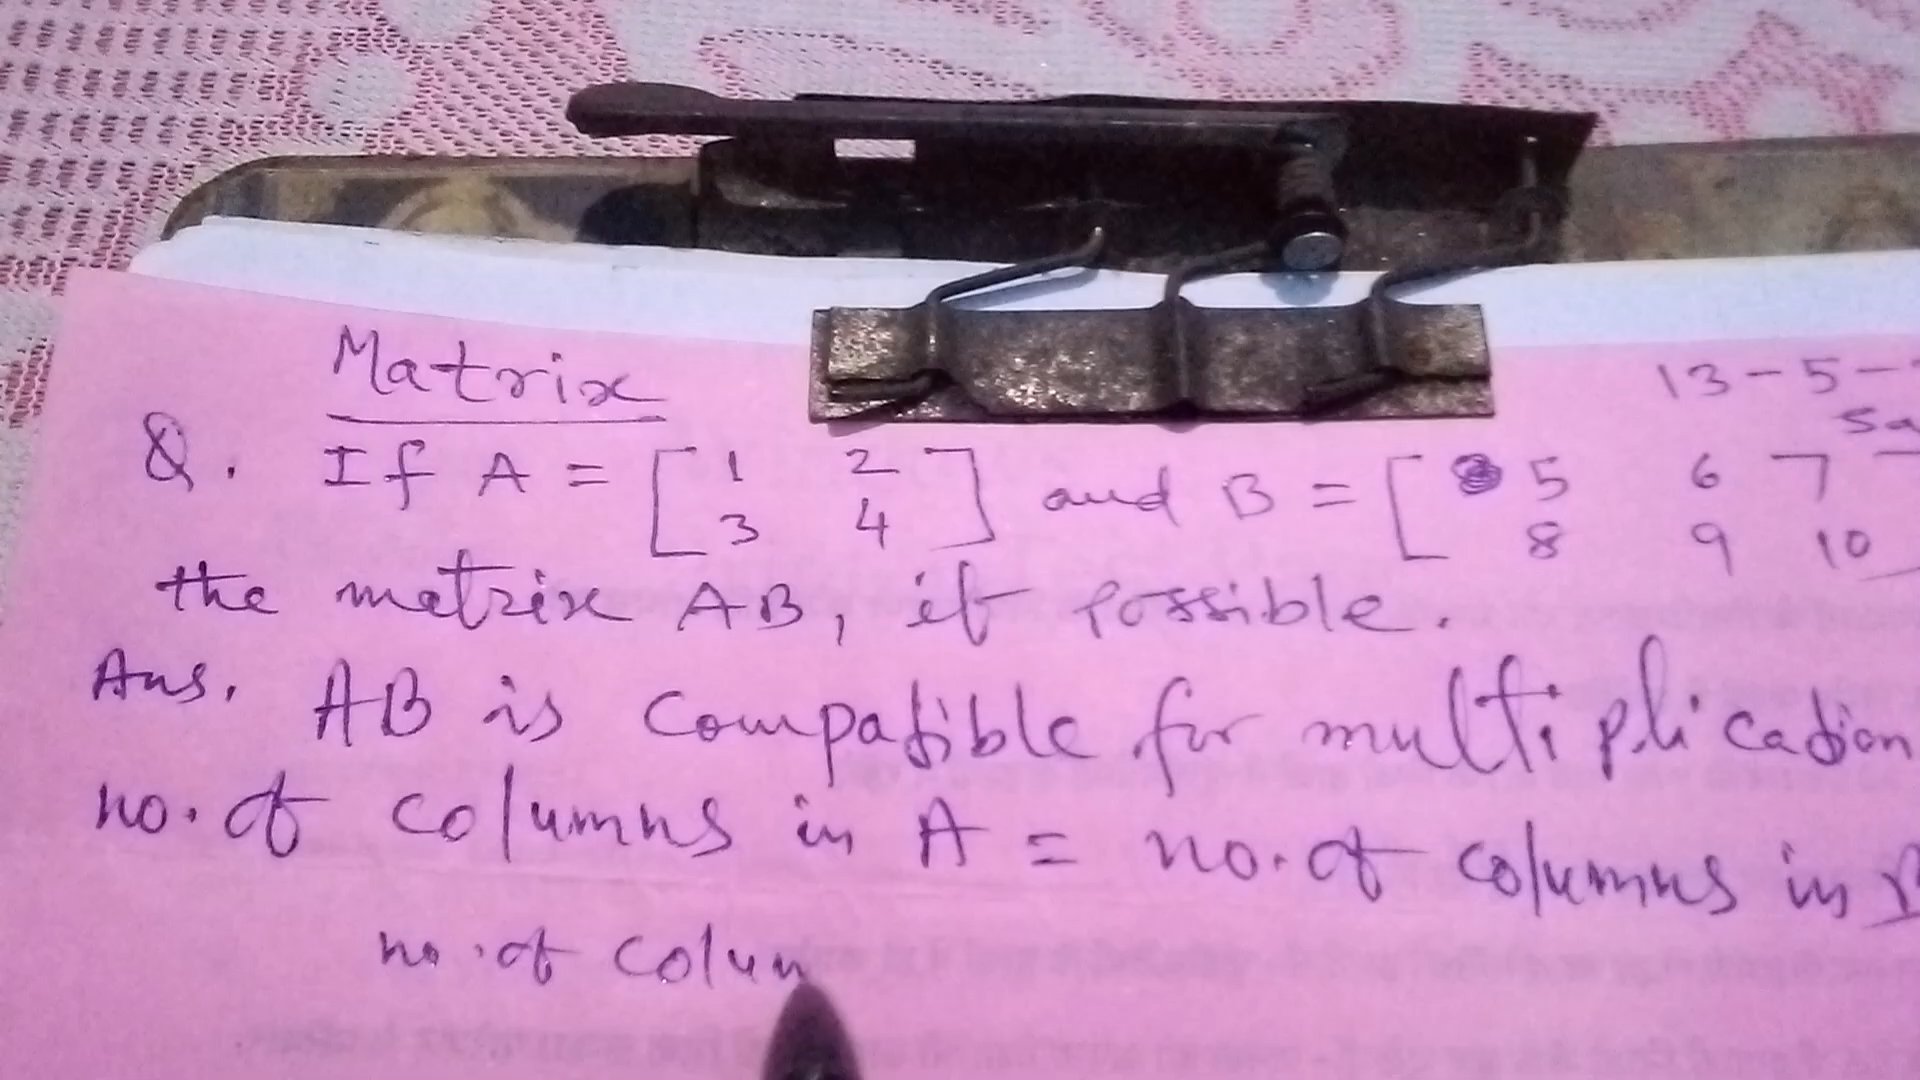 Matrix
13-5-
Sa
Q. If A = [ 1 2 ] and B = [ 5 6 7
3 4 8 9 10
the matrix AB, if possible.
Ans. AB is compatible for multiplication
no. of columns in A = no. of columns in B
no. of colum